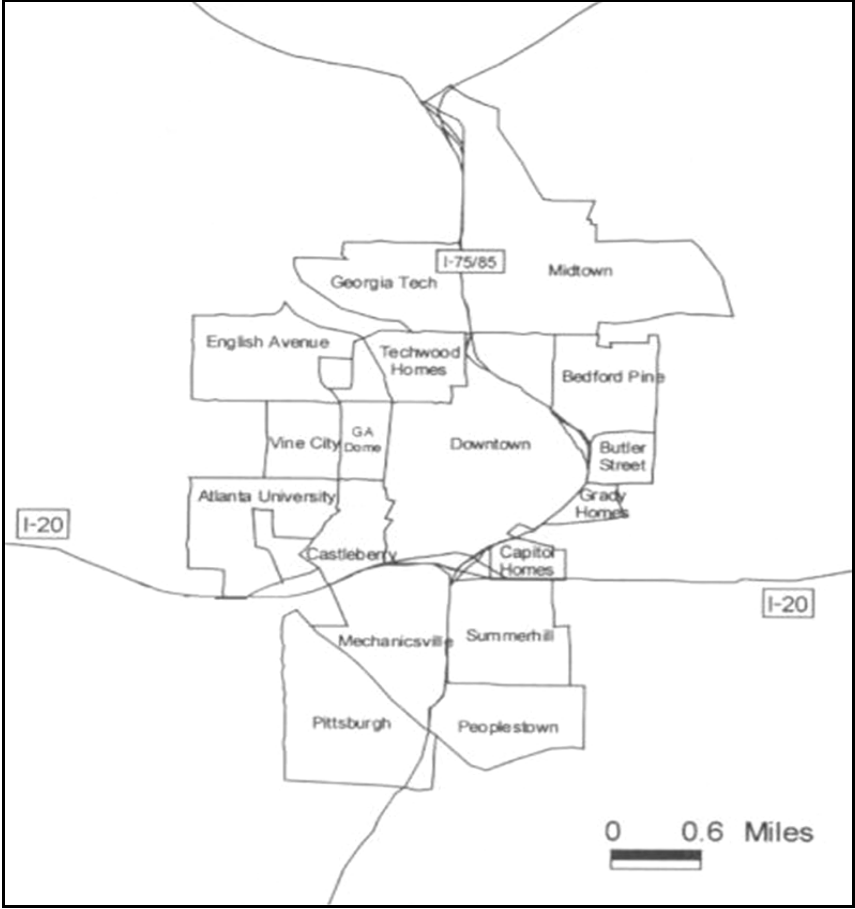 I-75/85
Midtown
Georgia Tech
English Avenue
Techwood
Homes
Bedford Pine
Vine City
GA
Dome
Downtown
Butler
Street
Atlanta University
Grady
Homes
I-20
Castleberry
Capitol
Homes
I-20
Mechanicsville
Summerhill
Pittsburgh
Peoplestown
0 0.6 Miles